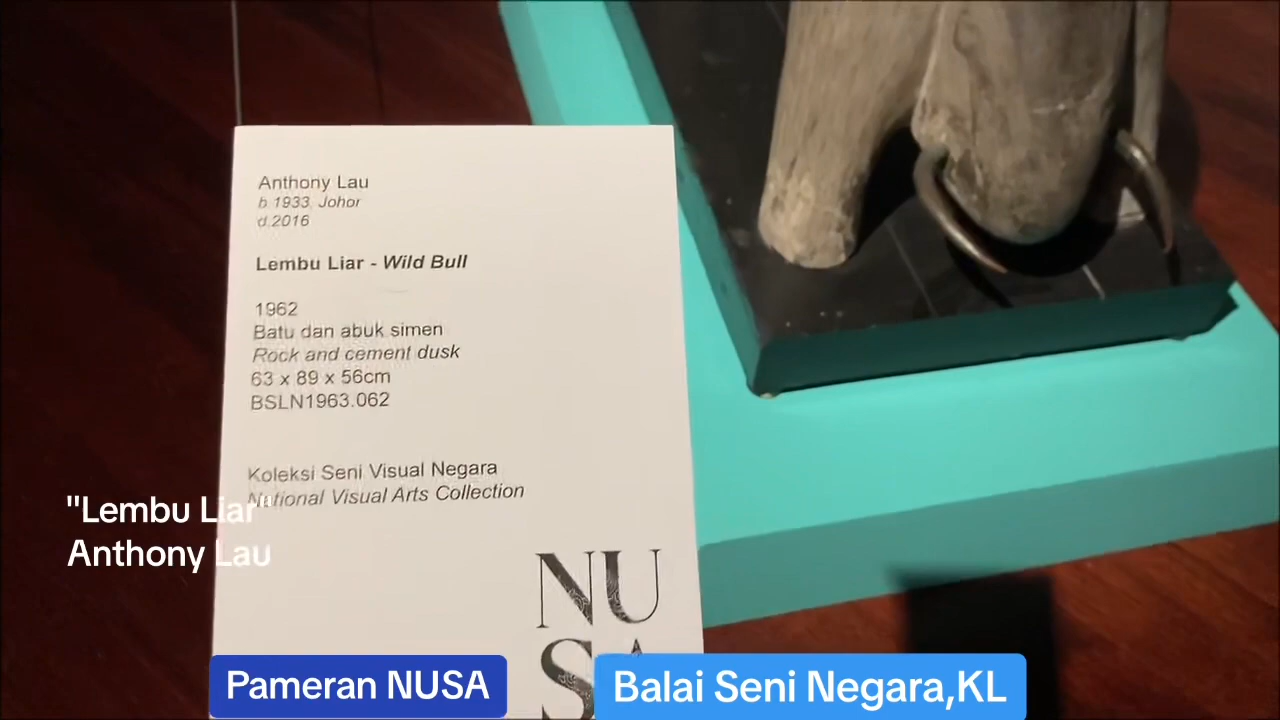 Anthony Lau
b 1933, Johor
d.2016
Lembu Liar - Wild Bull
1962
Batu dan abuk simen
Rock and cement dusk
63 x 89 x 56cm
BSLN1963.062
Koleksi Seni Visual Negara
National Visual Arts Collection
"Lembu Liar"
Anthony Lau
NU
SA
Pameran NUSA
Balai Seni Negara,KL